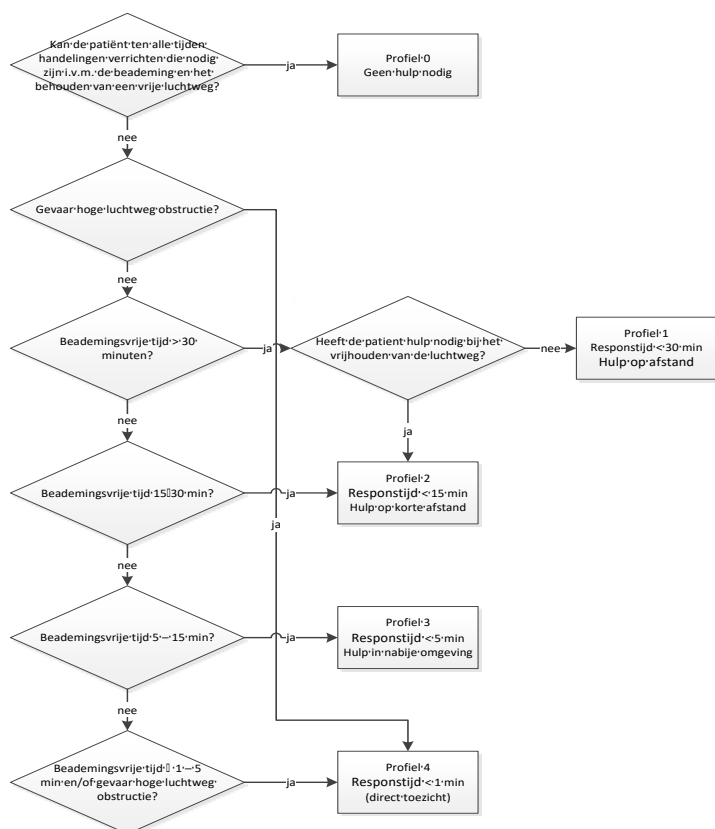 Kan de patiënt ten alle tijden
handelingen verrichten die nodig
zijn i.v.m. de beademing en het
behouden van een vrije luchtweg?
ja
Profiel 0
Geen hulp nodig
nee
Gevaar hoge luchtweg obstructie?
nee
Beademingsvrije tijd > 30
minuten?
ja
Heeft de patient hulp nodig bij het
vrijhouden van de luchtweg?
nee
Profiel 1
Responstijd < 30 min
Hulp op afstand
nee
ja
Beademingsvrije tijd 15▯30 min?
ja
Profiel 2
Responstijd < 15 min
Hulp op korte afstand
ja
nee
Beademingsvrije tijd 5 – 15 min?
ja
Profiel 3
Responstijd < 5 min
Hulp in nabije omgeving
nee
Beademingsvrije tijd ▯ 1 – 5
min en/of gevaar hoge luchtweg
obstructie?
ja
Profiel 4
Responstijd < 1 min
(direct toezicht)